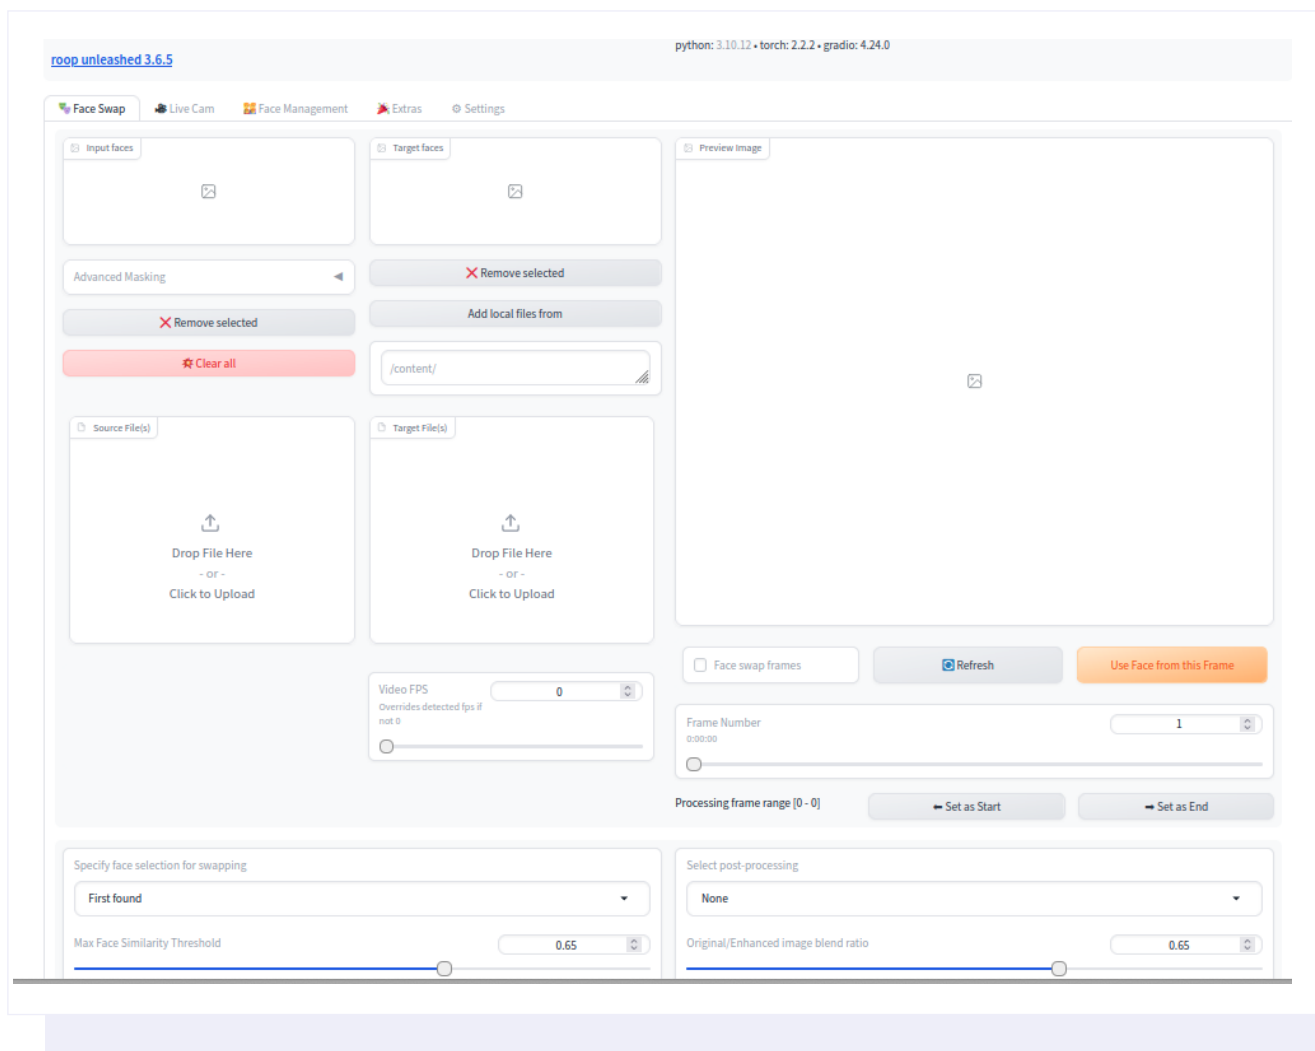 roop unleashed 3.6.5
python: 3.10.12 • torch: 2.2.2 • gradio: 4.24.0
Face Swap
Live Cam
Face Management
Extras
Settings
Input faces
Advanced Masking
Remove selected
Clear all
Target faces
Remove selected
Add local files from
/content/
Source File(s)
Drop File Here
- or -
Click to Upload
Target File(s)
Drop File Here
- or -
Click to Upload
Video FPS
0
Overrides detected fps if
not 0
Preview Image
Face swap frames
Refresh
Use Face from this Frame
Frame Number
1
0:00:00
Processing frame range [0 - 0]
Set as Start
Set as End
Specify face selection for swapping
First found
Max Face Similarity Threshold
0.65
Select post-processing
None
Original/Enhanced image blend ratio
0.65